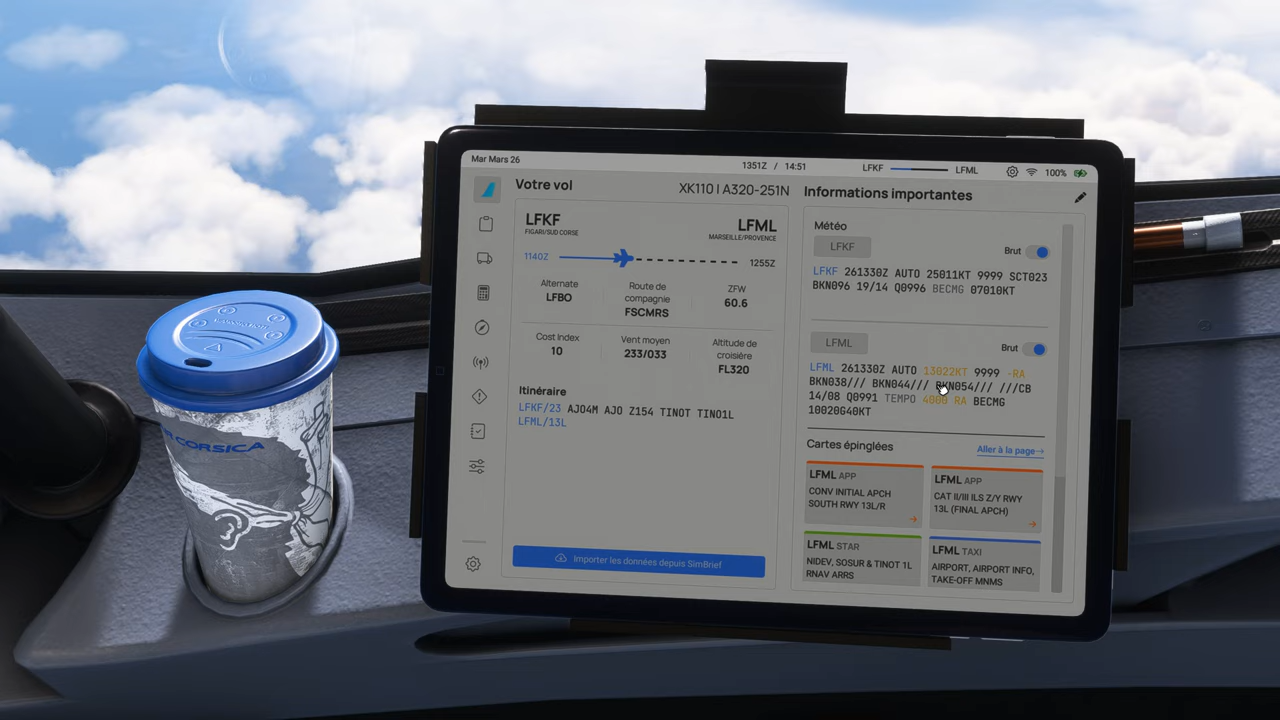 Mar Mars 26
1351Z / 14:51
LFKF
LFML
100%
Votre vol
XK110 | A320-251N
LFKF
FIGARI/SUD CORSE
LFML
MARSEILLE/PROVENCE
1140Z
1255Z
Alternate
LFBO
Route de
compagnie
FSCMRS
ZFW
60.6
Cost index
10
Vent moyen
233/033
Altitude de
croisière
FL320
Itinéraire
LFKF/23 AJO4M AJO Z154 TINOT TINO1L
LFML/13L
Importer les données depuis SimBrief
Informations importantes
Météo
LFKF
Brut
LFKF 261330Z AUTO 25011KT 9999 SCT023
BKN096 19/14 Q0996 BECMG 07010KT
LFML
Brut
LFML 261330Z AUTO 13022KT 9999 -RA
BKN038/// BKN044/// BKN054/// ///CB
14/08 Q0991 TEMPO 4000 RA BECMG
10020G40KT
Cartes épinglées
Aller à la page→
LFML APP
CONV INITIAL APCH
SOUTH RWY 13L/R
LFML APP
CAT II/III ILS Z/Y RWY
13L (FINAL APCH)
LFML STAR
NIDEV, SOSUR & TINOT 1L
RNAV ARRS
LFML TAXI
AIRPORT, AIRPORT INFO,
TAKE-OFF MNMS
CORSICA